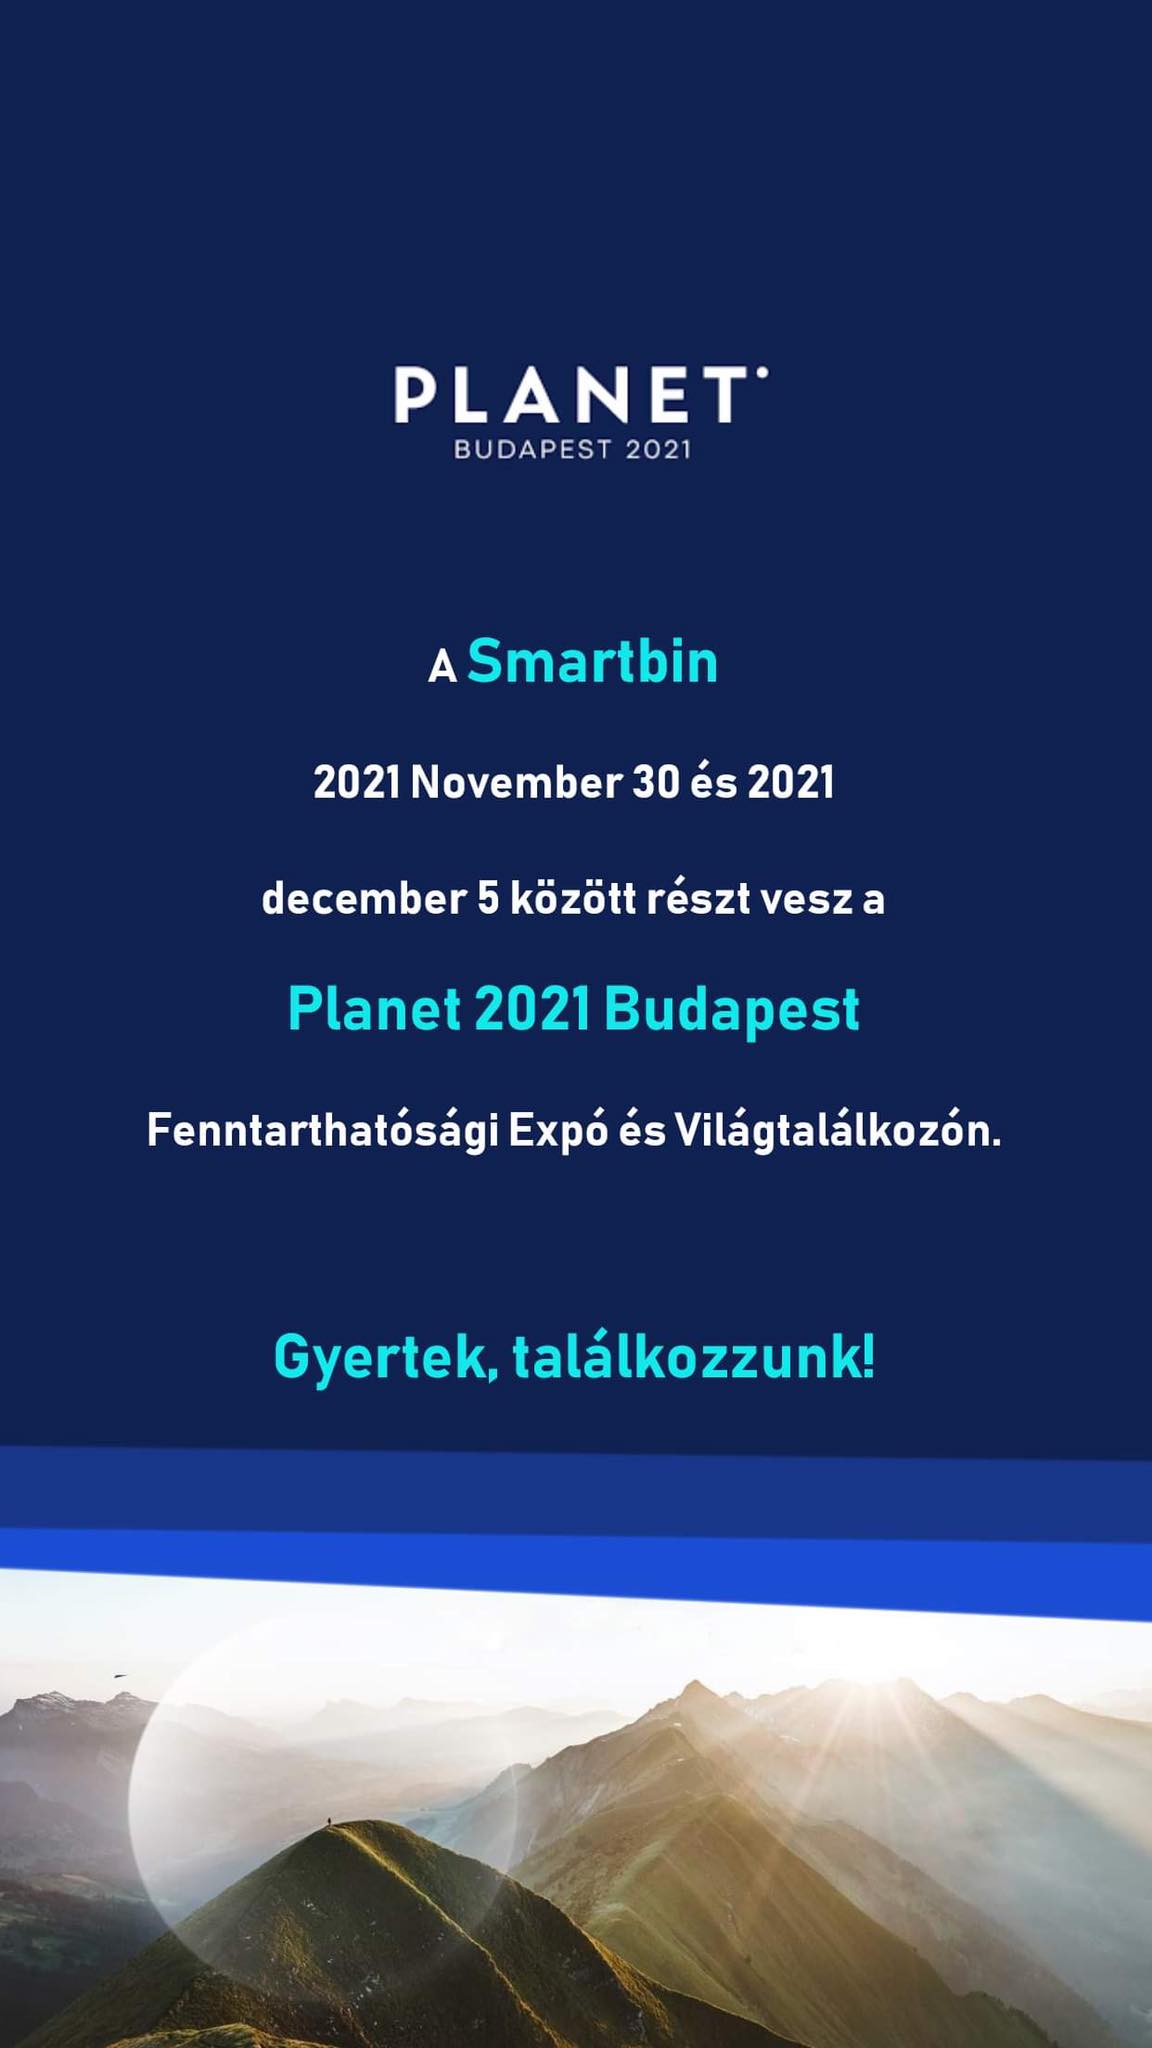 PLANET
BUDAPEST 2021
A Smartbin
2021 November 30 és 2021
december 5 között részt vesz a
Planet 2021 Budapest
Fenntarthatósági Expó és Világtalálkozón.
Gyertek, találkozzunk!